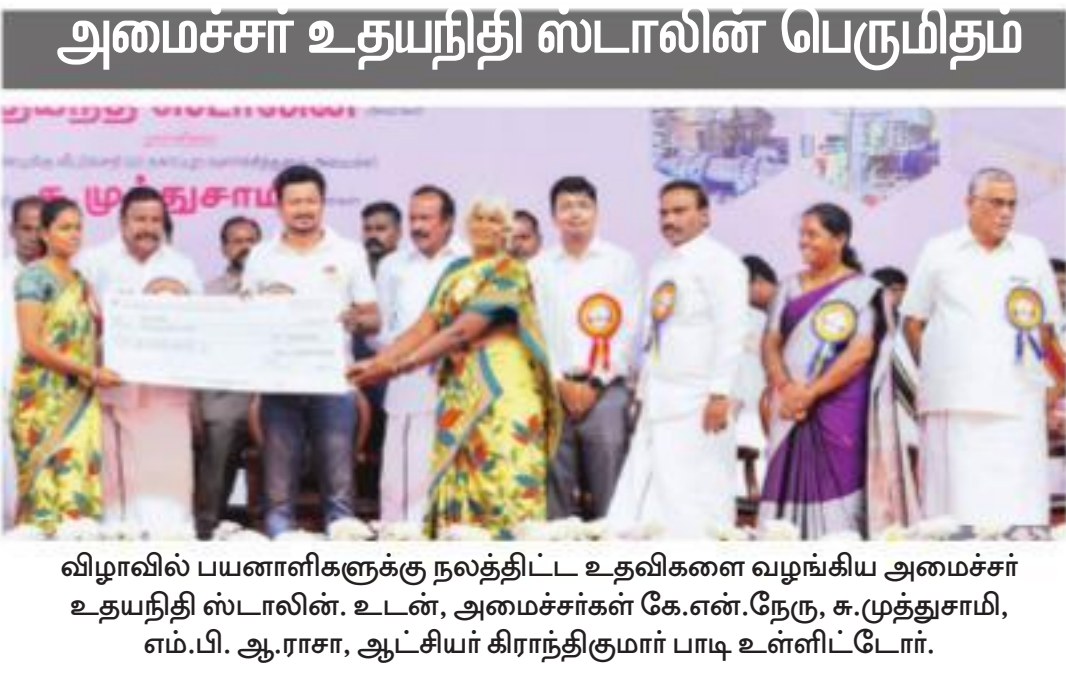 அமைச்சர் உதயநிதி ஸ்டாலின் பெருமிதம்
சு.முத்துசாமி
விழாவில் பயனாளிகளுக்கு நலத்திட்ட உதவிகளை வழங்கிய அமைச்சர்
உதயநிதி ஸ்டாலின். உடன், அமைச்சர்கள் கே.என்.நேரு, சு.முத்துசாமி,
எம்.பி. ஆ.ராசா, ஆட்சியர் கிராந்திகுமார் பாடி உள்ளிட்டோர்.